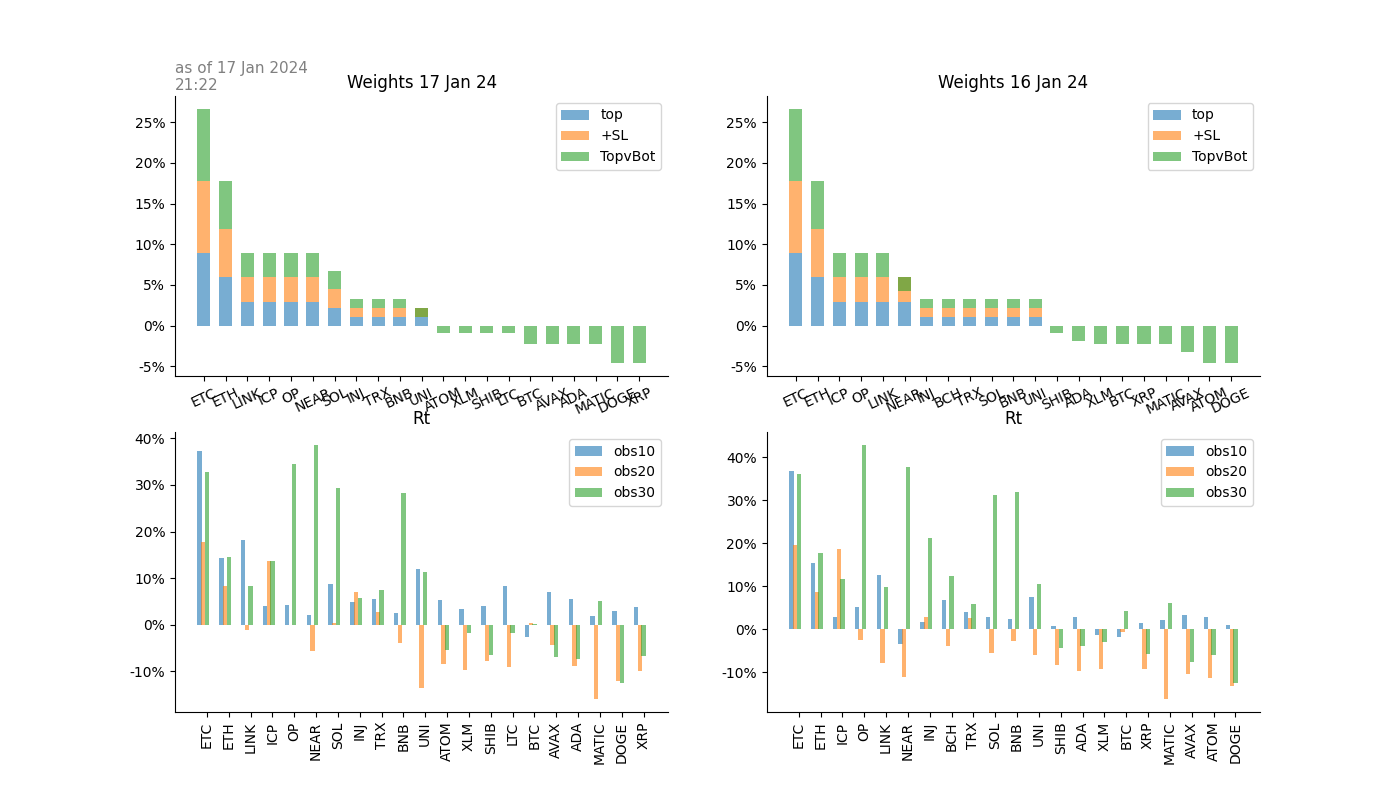 as of 17 Jan 2024
21:22
Weights 17 Jan 24
25%
20%
15%
10%
5%
0%
-5%
top
+SL
TopvBot
ETC ETH LINK ICP OP NEAR SOL INJ TRX BNB UNI ATOM XLM SHIB LTC BTC AVAX ADA MATIC DOGE XRP
Weights 16 Jan 24
25%
20%
15%
10%
5%
0%
-5%
top
+SL
TopvBot
ETC ETH ICP OP LINK NEAR INJ BCH TRX SOL BNB UNI SHIB ADA XLM BTC XRP MATIC AVAX ATOM DOGE
Rt
40%
30%
20%
10%
0%
-10%
obs10
obs20
obs30
ETC ETH LINK ICP OP NEAR SOL INJ TRX BNB UNI ATOM XLM SHIB LTC BTC AVAX ADA MATIC DOGE XRP
Rt
40%
30%
20%
10%
0%
-10%
obs10
obs20
obs30
ETC ETH ICP OP LINK NEAR INJ BCH TRX SOL BNB UNI SHIB ADA XLM BTC XRP MATIC AVAX ATOM DOGE